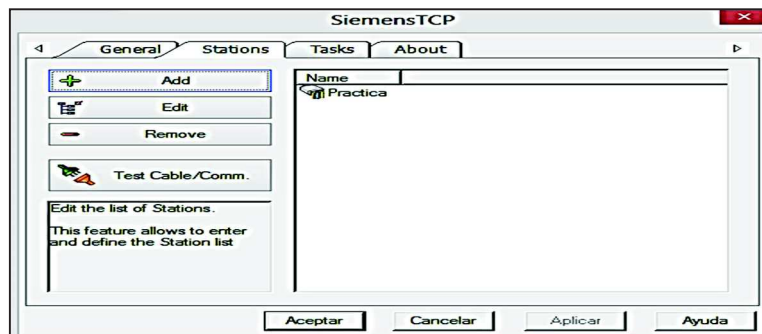 SiemensTCP
General Stations Tasks About
Add
Edit
Remove
Test Cable/Comm.
Edit the list of Stations.
This feature allows to enter
and define the Station list
Name
Practica
Aceptar Cancelar Aplicar Ayuda